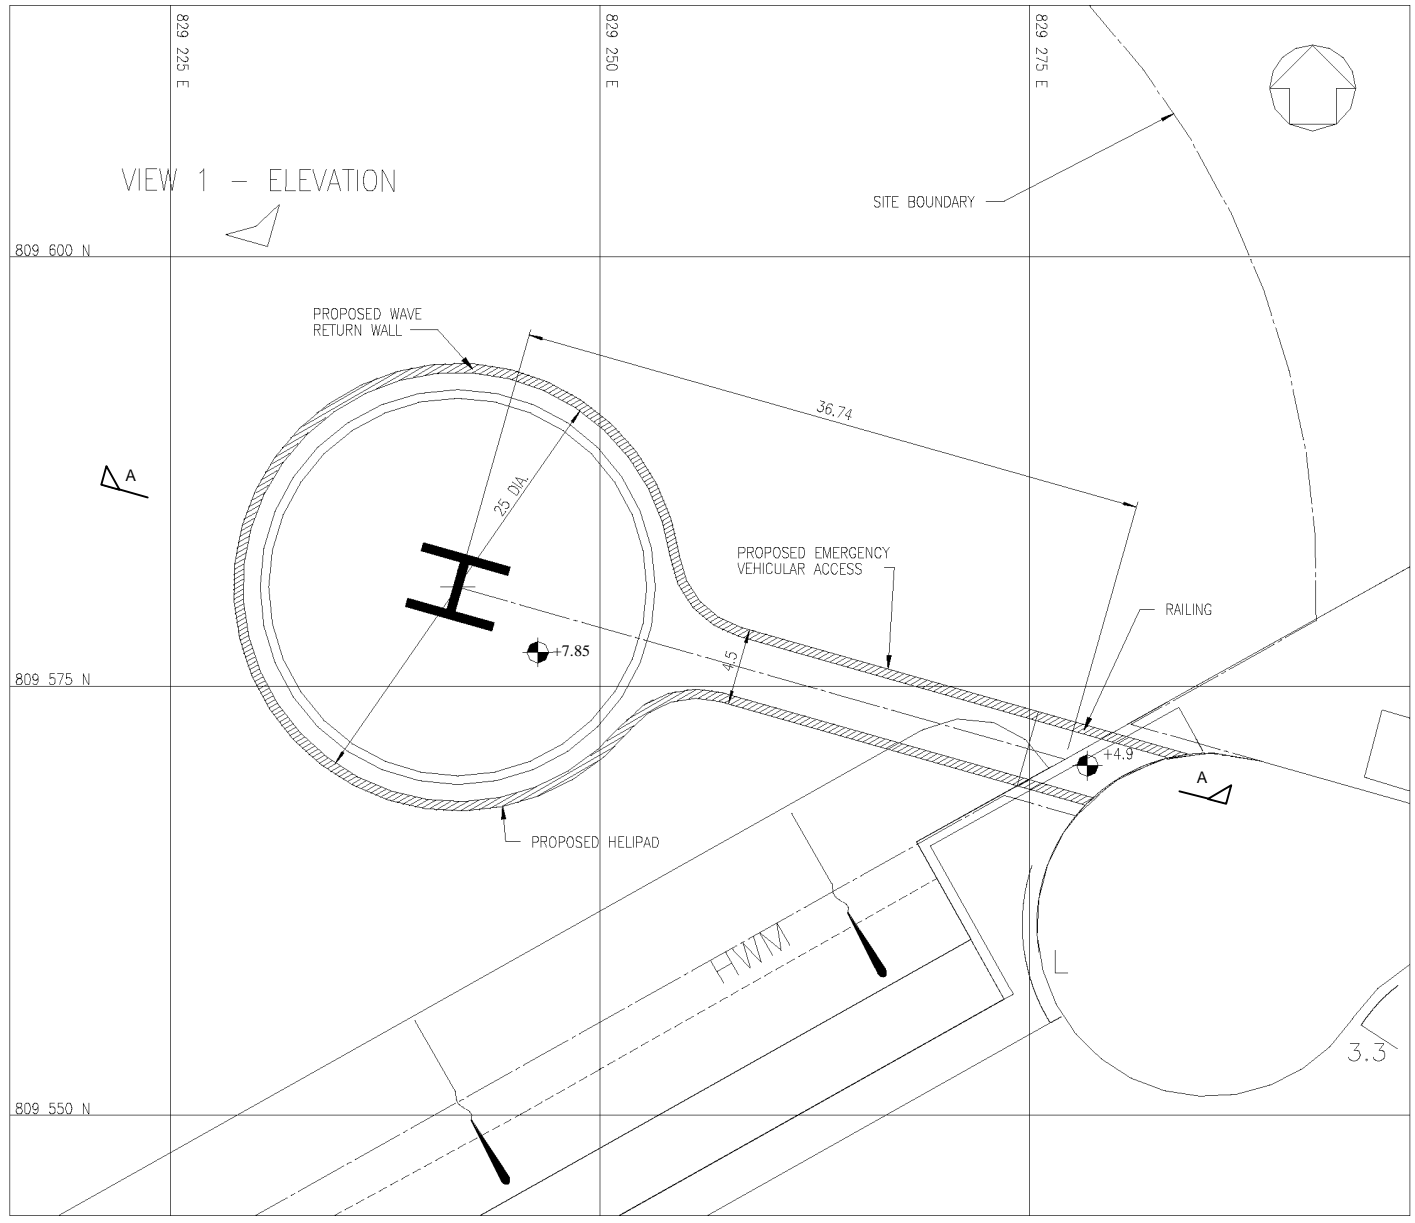 829 225 E
829 250 E
829 275 E
VIEW 1 - ELEVATION
SITE BOUNDARY
809 600 N
PROPOSED WAVE
RETURN WALL
36.74
A
25 DIA.
PROPOSED EMERGENCY
VEHICULAR ACCESS
RAILING
H
+7.85
4.5
809 575 N
+4.9
A
PROPOSED HELIPAD
HWM
L
3.3
809 550 N